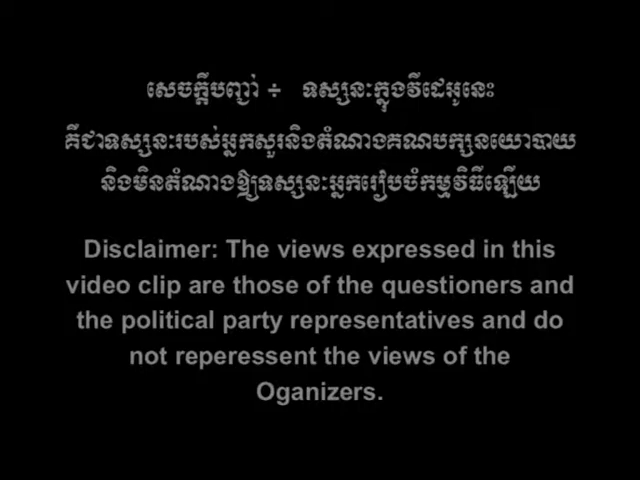 សេចក្តីបញ្ជាក់ ÷ ទស្សនៈក្នុងវីដេអូនេះ
គឺជាទស្សនៈរបស់អ្នកសួរនិងតំណាងគណបក្សនយោបាយ
និងមិនតំណាងឱ្យទស្សនៈអ្នករៀបចំកម្មវិធីឡើយ
Disclaimer: The views expressed in this
video clip are those of the questioners and
the political party representatives and do
not reperessent the views of the
Oganizers.